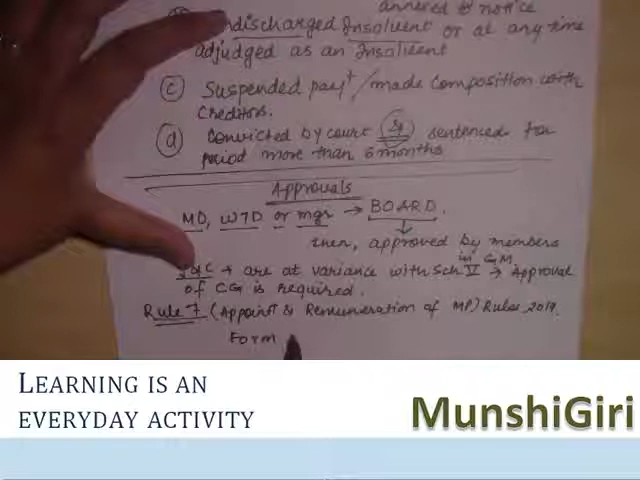 annexed to notice
undischarged Insolvent or at any time
adjudged as an Insolvent
(c) Suspended pay^t / made composition with
creditors.
(d) Convicted by court & sentenced for
period more than 6 months
Approvals
MD, WTD or mgr → BOARD.
then, approved by members
in GM.
T&C → are at variance with Sch V → Approval
of CG is required.
Rule 7 (Appoint^t & Remuneration of MP) Rules 2014.
Form
LEARNING IS AN
EVERYDAY ACTIVITY
MunshiGiri